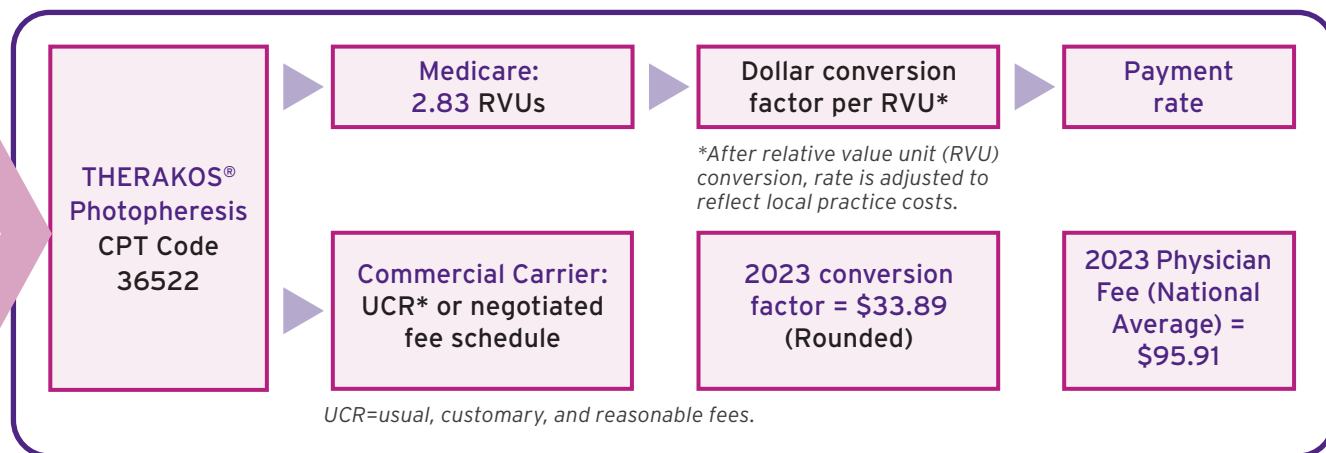 THERAKOS®
Photopheresis
CPT Code
36522
Medicare:
2.83 RVUs
Dollar conversion
factor per RVU*
Payment
rate
*After relative value unit (RVU)
conversion, rate is adjusted to
reflect local practice costs.
Commercial Carrier:
UCR* or negotiated
fee schedule
2023 conversion
factor = $33.89
(Rounded)
2023 Physician
Fee (National
Average) =
$95.91
UCR=usual, customary, and reasonable fees.